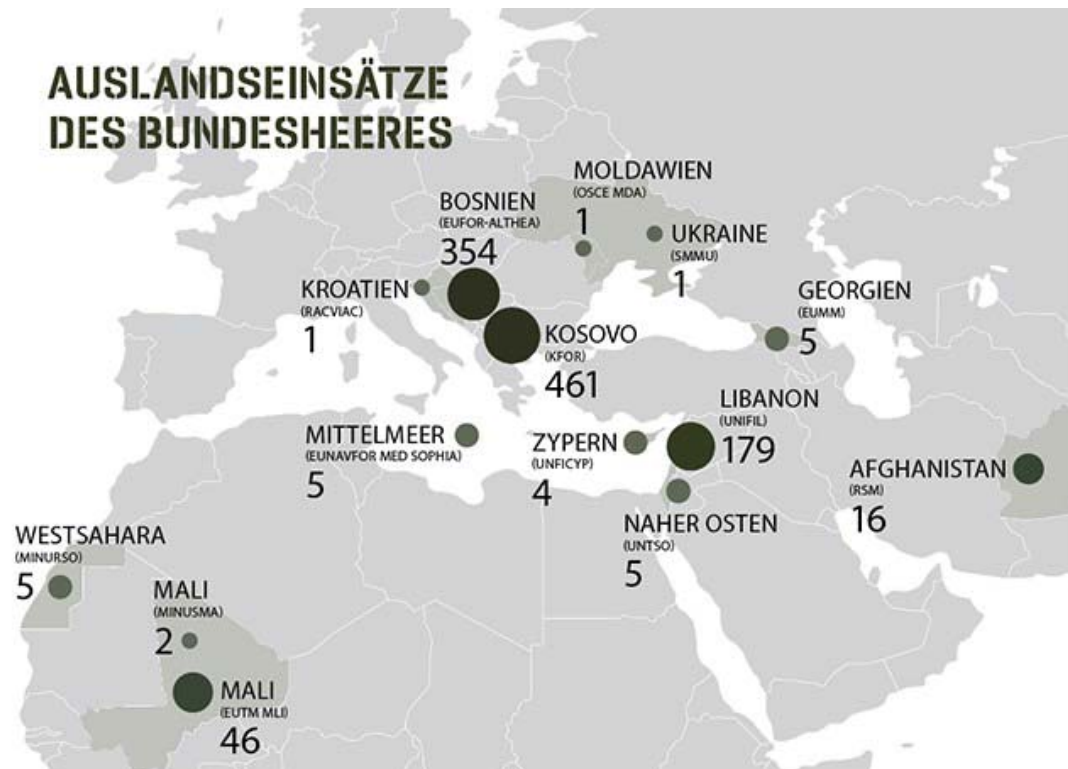 AUSLANDSEINSÄTZE
DES BUNDESHEERES
MOLDAWIEN
(OSCE MDA)
1
BOSNIEN
(EUFOR-ALTHEA)
354
UKRAINE
(SMMU)
1
KROATIEN
(RACVIAC)
1
GEORGIEN
(EUMM)
5
KOSOVO
(KFOR)
461
LIBANON
(UNIFIL)
179
MITTELMEER
(EUNAVFOR MED SOPHIA)
5
ZYPERN
(UNFICYP)
4
AFGHANISTAN
(RSM)
16
NAHER OSTEN
(UNTSO)
5
WESTSAHARA
(MINURSO)
5
MALI
(MINUSMA)
2
MALI
(EUTM MLI)
46